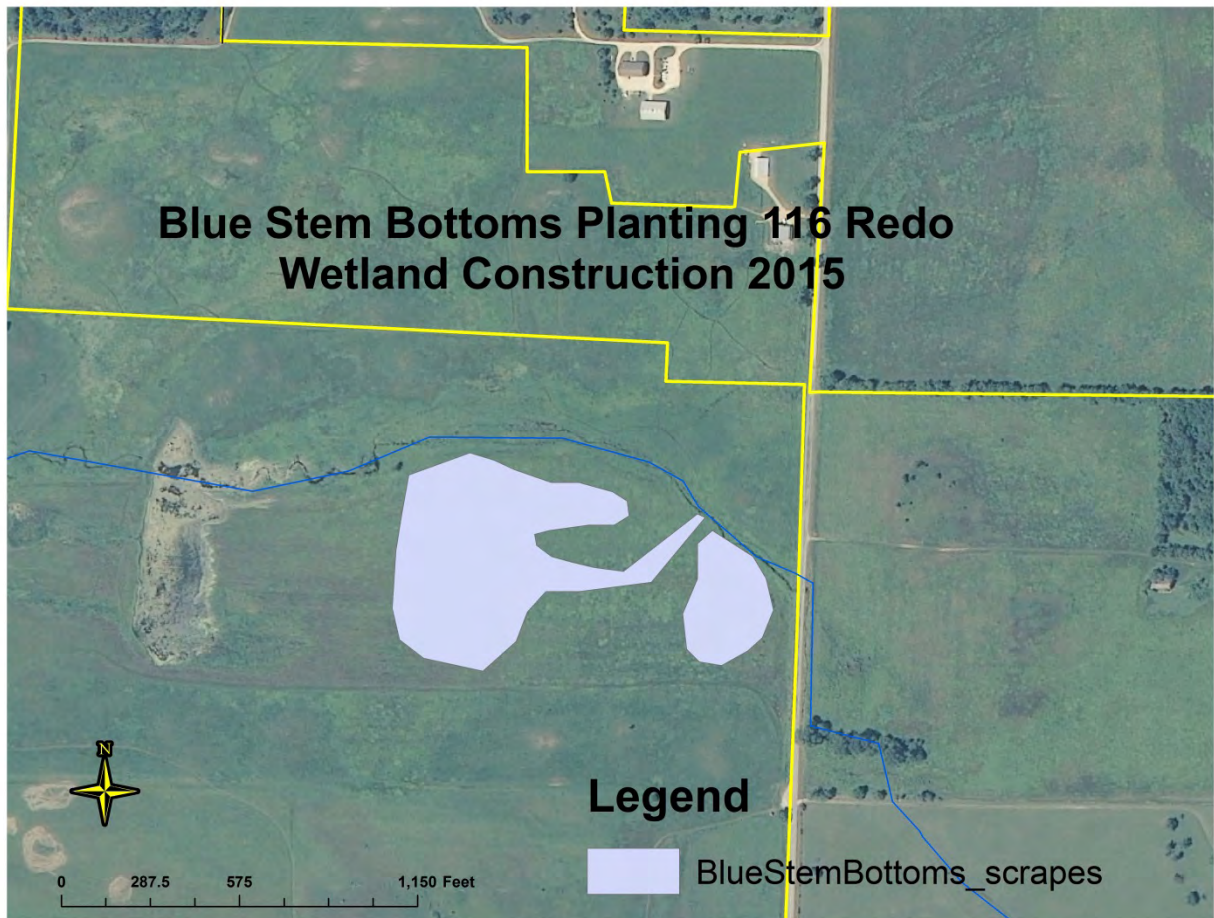 Blue Stem Bottoms Planting 116 Redo
Wetland Construction 2015
N
Legend
BlueStemBottoms_scrapes
0 287.5 575 1,150 Feet